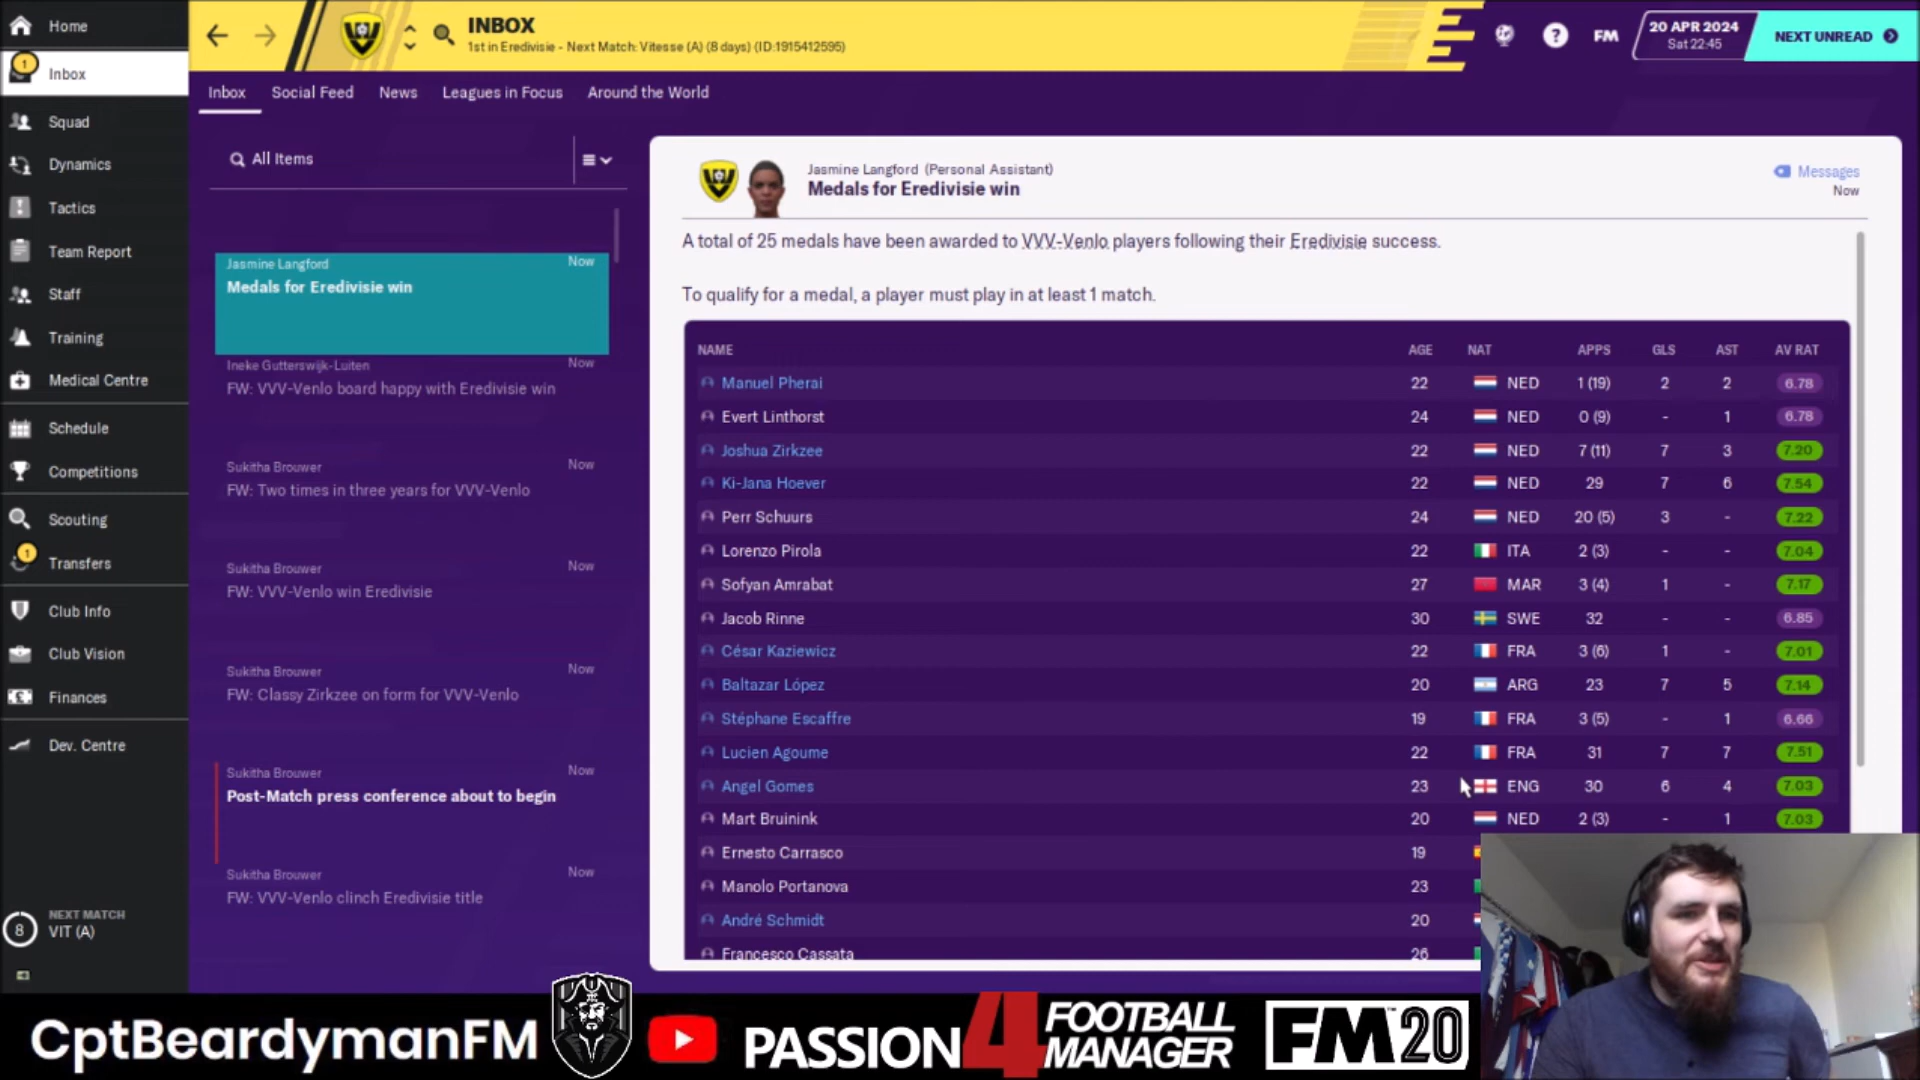 Home
INBOX
1st in Eredivisie - Next Match: Vitesse (A) (8 days) (ID:1915412595)
?
FM
20 APR 2024
Sat 22:45
NEXT UNREAD
1
Inbox
Squad
Dynamics
Tactics
Team Report
Staff
Training
Medical Centre
Schedule
Competitions
Scouting
1
Transfers
Club Info
Club Vision
Finances
Dev. Centre
NEXT MATCH
8
VIT (A)
Inbox Social Feed News Leagues in Focus Around the World
All Items
Jasmine Langford Now
Medals for Eredivisie win
Ineke Gutterswijk-Luiten Now
FW: VVV-Venlo board happy with Eredivisie win
Sukitha Brouwer Now
FW: Two times in three years for VVV-Venlo
Sukitha Brouwer Now
FW: VVV-Venlo win Eredivisie
Sukitha Brouwer Now
FW: Classy Zirkzee on form for VVV-Venlo
Sukitha Brouwer Now
Post-Match press conference about to begin
Sukitha Brouwer Now
FW: VVV-Venlo clinch Eredivisie title
Jasmine Langford (Personal Assistant)
Medals for Eredivisie win
Messages
Now
A total of 25 medals have been awarded to VVV-Venlo players following their Eredivisie success.
To qualify for a medal, a player must play in at least 1 match.
NAME AGE NAT APPS GLS AST AV RAT
Manuel Pherai 22 NED 1 (19) 2 2 6.78
Evert Linthorst 24 NED 0 (9) - 1 6.78
Joshua Zirkzee 22 NED 7 (11) 7 3 7.20
Ki-Jana Hoever 22 NED 29 7 6 7.54
Perr Schuurs 24 NED 20 (5) 3 - 7.22
Lorenzo Pirola 22 ITA 2 (3) - - 7.04
Sofyan Amrabat 27 MAR 3 (4) 1 - 7.17
Jacob Rinne 30 SWE 32 - - 6.85
César Kaziewicz 22 FRA 3 (6) 1 - 7.01
Baltazar López 20 ARG 23 7 5 7.14
Stéphane Escaffre 19 FRA 3 (5) - 1 6.66
Lucien Agoume 22 FRA 31 7 7 7.51
Angel Gomes 23 ENG 30 6 4 7.03
Mart Bruinink 20 NED 2 (3) - 1 7.03
Ernesto Carrasco 19
Manolo Portanova 23
André Schmidt 20
Francesco Cassata 26
CptBeardymanFM
PASSION4 FOOTBALL MANAGER
FM20